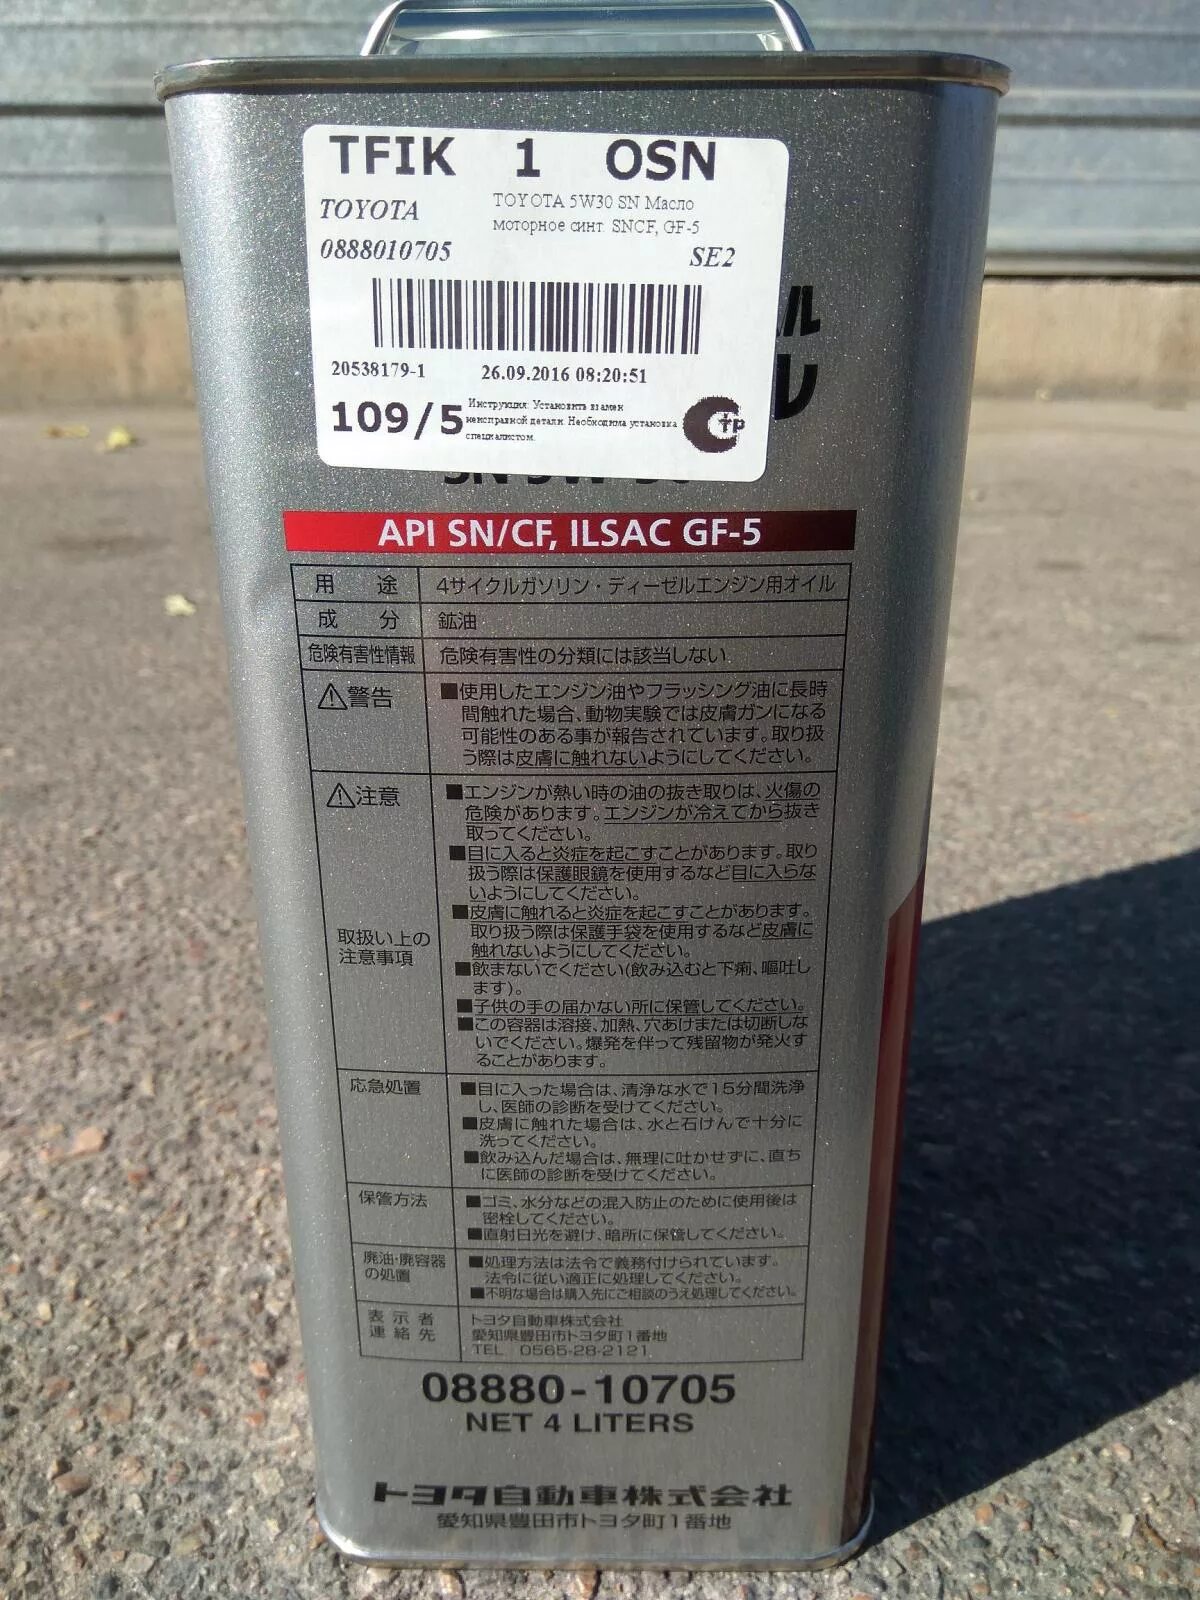 TFIK 1 OSN
TOYOTA
TOYOTA 5W30 SN Масло
моторное синт. SNCF, GF-5
0888010705
SE2
20538179-1 26.09.2016 08:20:51
109/5
Инструкция: Установить взамен
неисправной детали. Необходима установка
специалистом.
API SN/CF, ILSAC GF-5
用途 4サイクルガソリン・ディーゼルエンジン用オイル
成分 鉱油
危険有害性情報 危険有害性の分類には該当しない
⚠警告
■使用したエンジン油やフラッシング油に長時
間触れた場合、動物実験では皮膚ガンになる
可能性のある事が報告されています。取り扱
う際は皮膚に触れないようにしてください。
⚠注意
取扱い上の
注意事項
■エンジンが熱い時の油の抜き取りは、火傷の
危険があります。エンジンが冷えてから抜き
取ってください。
■目に入ると炎症を起こすことがあります。取り
扱う際は保護眼鏡を使用するなど目に入らな
いようにしてください。
■皮膚に触れると炎症を起こすことがあります。
取り扱う際は保護手袋を使用するなど皮膚に
触れないようにしてください。
■飲まないでください(飲み込むと下痢、嘔吐し
ます)。
■子供の手の届かない所に保管してください。
■この容器は溶接、加熱、穴あけまたは切断しな
いでください。爆発を伴って残留物が発火す
ることがあります。
応急処置
■目に入った場合は、清浄な水で15分間洗浄
し、医師の診断を受けてください。
■皮膚に触れた場合は、水と石けんで十分に
洗ってください。
■飲み込んだ場合は、無理に吐かせずに、直ち
に医師の診断を受けてください。
保管方法
■ゴミ、水分などの混入防止のために使用後は
密栓してください。
■直射日光を避け、暗所に保管してください。
廃油・廃容器
の処置
■処理方法は法令で義務付けられています。
法令に従い適正に処理してください。
■不明な場合は購入先にご相談のうえ処理してください。
表示者
連絡先
トヨタ自動車株式会社
愛知県豊田市トヨタ町1番地
TEL 0565-28-2121
08880-10705
NET 4 LITERS
トヨタ自動車株式会社
愛知県豊田市トヨタ町1番地